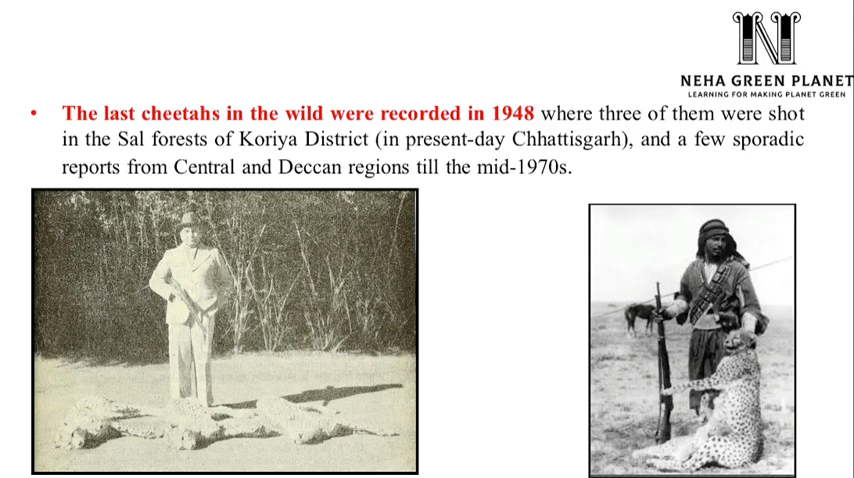 N
NEHA GREEN PLANET
LEARNING FOR MAKING PLANET GREEN
• The last cheetahs in the wild were recorded in 1948 where three of them were shot
in the Sal forests of Koriya District (in present-day Chhattisgarh), and a few sporadic
reports from Central and Deccan regions till the mid-1970s.